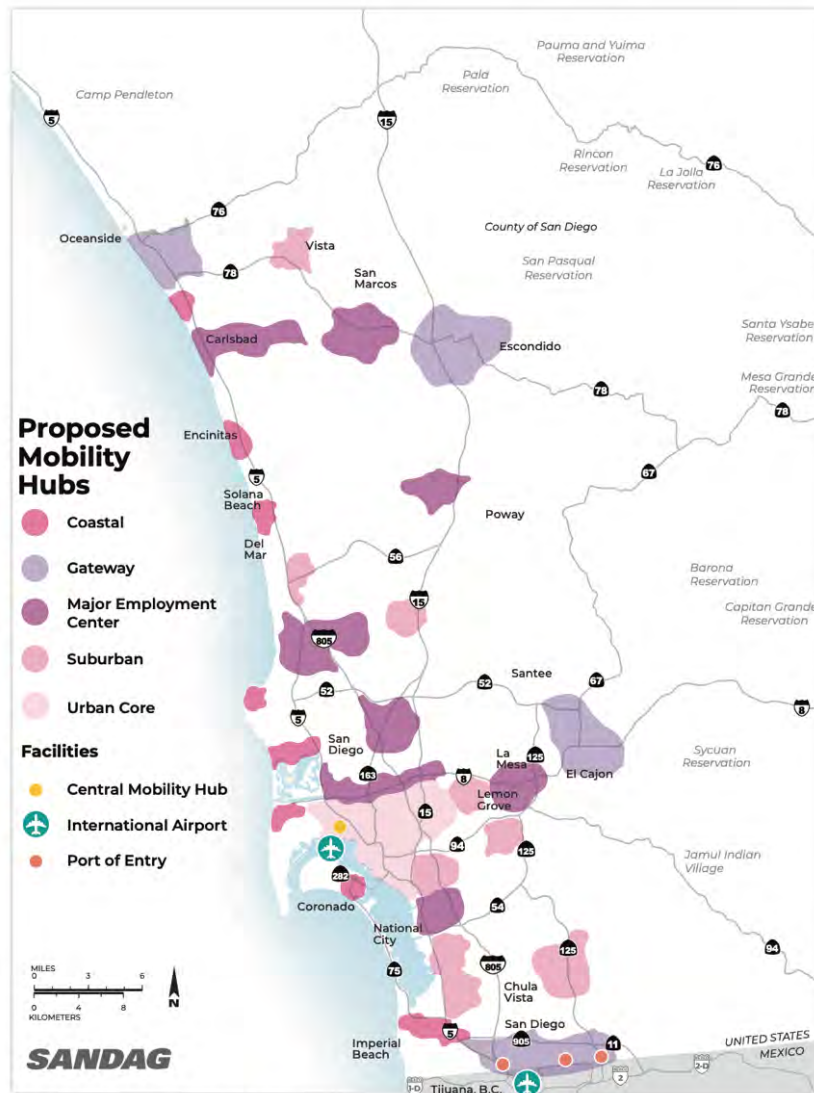 Pauma and Yuima
Reservation
Pala
Reservation
Camp Pendleton
5
15
76
Rincon
Reservation
La Jolla
Reservation
76
Oceanside
County of San Diego
Vista
78
San
Marcos
San Pasqual
Reservation
Carlsbad
Escondido
Santa Ysabe
Reservation
Mesa Grande
Reservation
78
78
Proposed
Mobility
Hubs
Encinitas
5
67
Solana
Beach
Poway
Coastal
Del
Mar
56
Gateway
Barona
Reservation
15
Capitan Grande
Reservation
Major Employment
Center
805
Suburban
Santee
67
52
52
Urban Core
5
8
San
Diego
Facilities
La
Mesa
125
Sycuan
Reservation
163
8
El Cajon
Central Mobility Hub
Lemon
Grove
15
International Airport
94
125
Port of Entry
282
Jamul Indian
Village
Coronado
54
National
City
125
94
MILES
0 3 6
75
805
0 4 8
KILOMETERS
N
Chula
Vista
San Diego
5
905
11
Imperial
Beach
UNITED STATES
MEXICO
SANDAG
1-D
2
2-D
Tijuana, B.C.